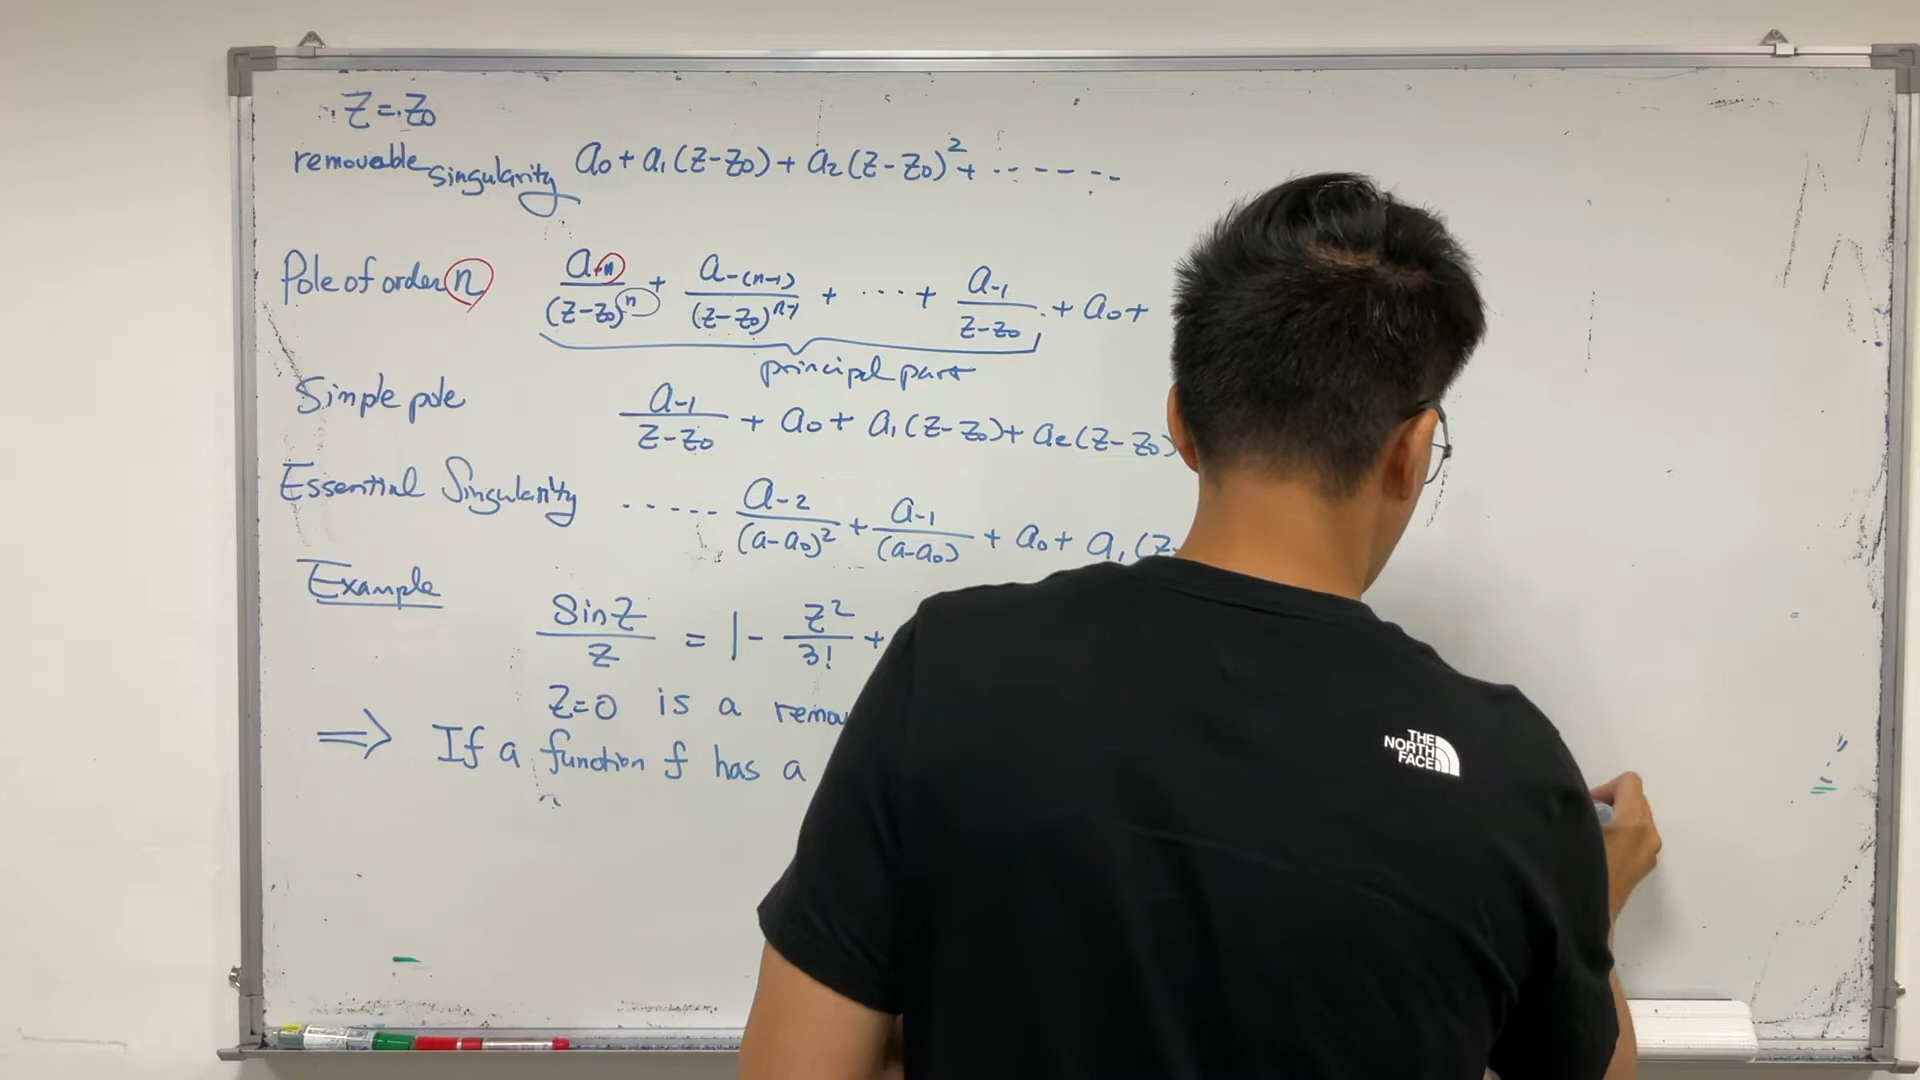 z = z₀
removable singularity a₀ + a₁(z-z₀) + a₂(z-z₀)² + ......
Pole of order n a₋ₙ/(z-z₀)ⁿ + a₋₍ₙ₋₁₎/(z-z₀)ⁿ⁻¹ + ... + a₋₁/z-z₀ + a₀ +
principal part
Simple pole a₋₁/z-z₀ + a₀ + a₁(z-z₀) + a₂(z-z₀)
Essential Singularity ..... a₋₂/(a-a₀)² + a₋₁/(a-a₀) + a₀ + a₁(z-
Example
sin z/z = 1 - z²/3! +
z=0 is a
⇒ If a function f has a
THE
NORTH
FACE